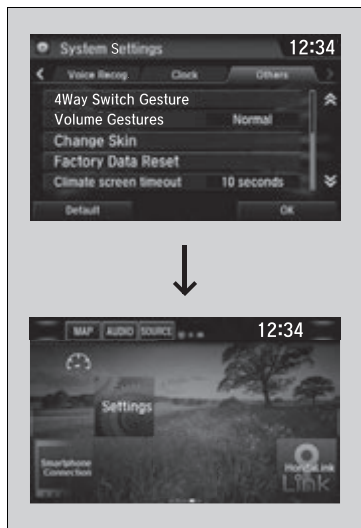 System Settings 12:34
Voice Recog. Clock Others
4Way Switch Gesture
Volume Gestures Normal
Change Skin
Factory Data Reset
Climate screen timeout 10 seconds
Default OK
MAP AUDIO SOURCE 12:34
Settings
Smartphone
Connection
HondaLink
Link